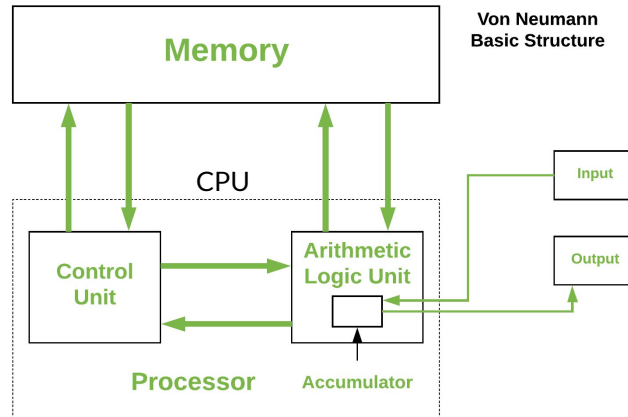 Von Neumann
Basic Structure
Memory
CPU
Input
Output
Control
Unit
Arithmetic
Logic Unit
Processor
Accumulator